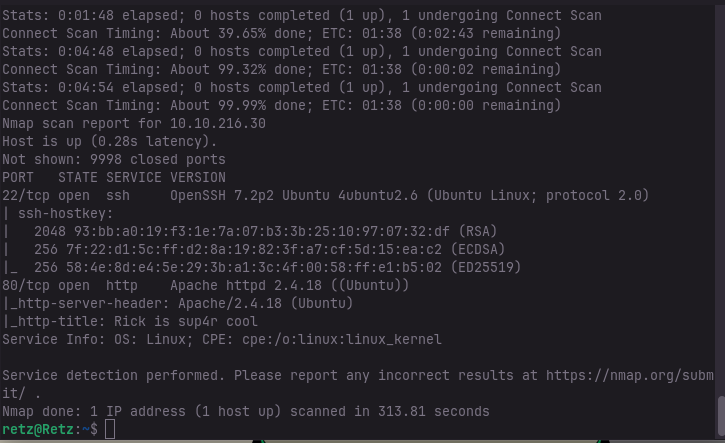 Stats: 0:01:48 elapsed; 0 hosts completed (1 up), 1 undergoing Connect Scan
Connect Scan Timing: About 39.65% done; ETC: 01:38 (0:02:43 remaining)
Stats: 0:04:48 elapsed; 0 hosts completed (1 up), 1 undergoing Connect Scan
Connect Scan Timing: About 99.32% done; ETC: 01:38 (0:00:02 remaining)
Stats: 0:04:54 elapsed; 0 hosts completed (1 up), 1 undergoing Connect Scan
Connect Scan Timing: About 99.99% done; ETC: 01:38 (0:00:00 remaining)
Nmap scan report for 10.10.216.30
Host is up (0.28s latency).
Not shown: 9998 closed ports
PORT   STATE SERVICE VERSION
22/tcp open  ssh     OpenSSH 7.2p2 Ubuntu 4ubuntu2.6 (Ubuntu Linux; protocol 2.0)
| ssh-hostkey:
|   2048 93:bb:a0:19:f3:1e:7a:07:b3:3b:25:10:97:07:32:df (RSA)
|   256 7f:22:d1:5c:ff:d2:8a:19:82:3f:a7:cf:5d:15:ea:c2 (ECDSA)
|_  256 58:4e:8d:e4:5e:29:3b:a1:3c:4f:00:58:ff:e1:b5:02 (ED25519)
80/tcp open  http    Apache httpd 2.4.18 ((Ubuntu))
|_http-server-header: Apache/2.4.18 (Ubuntu)
|_http-title: Rick is sup4r cool
Service Info: OS: Linux; CPE: cpe:/o:linux:linux_kernel
Service detection performed. Please report any incorrect results at https://nmap.org/subm
it/ .
Nmap done: 1 IP address (1 host up) scanned in 313.81 seconds
retz@Retz:~$